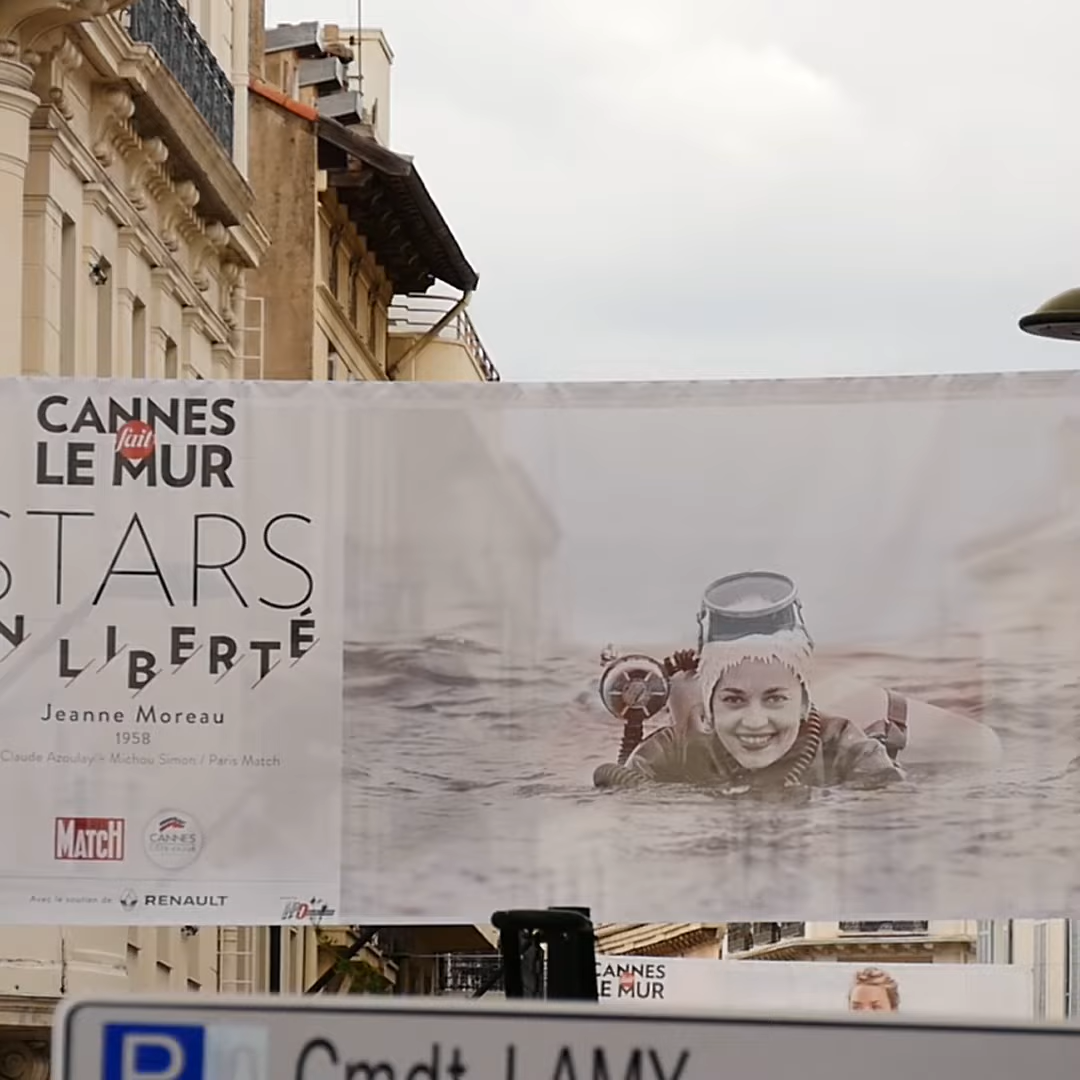 CANNES
fait
LE MUR
STARS
N LIBERTÉ
Jeanne Moreau
1958
Claude Azoulay - Michou Simon / Paris Match
MATCH
CANNES
Avec le soutien de RENAULT
CANNES
LE MUR
P
Cmdt LAMY